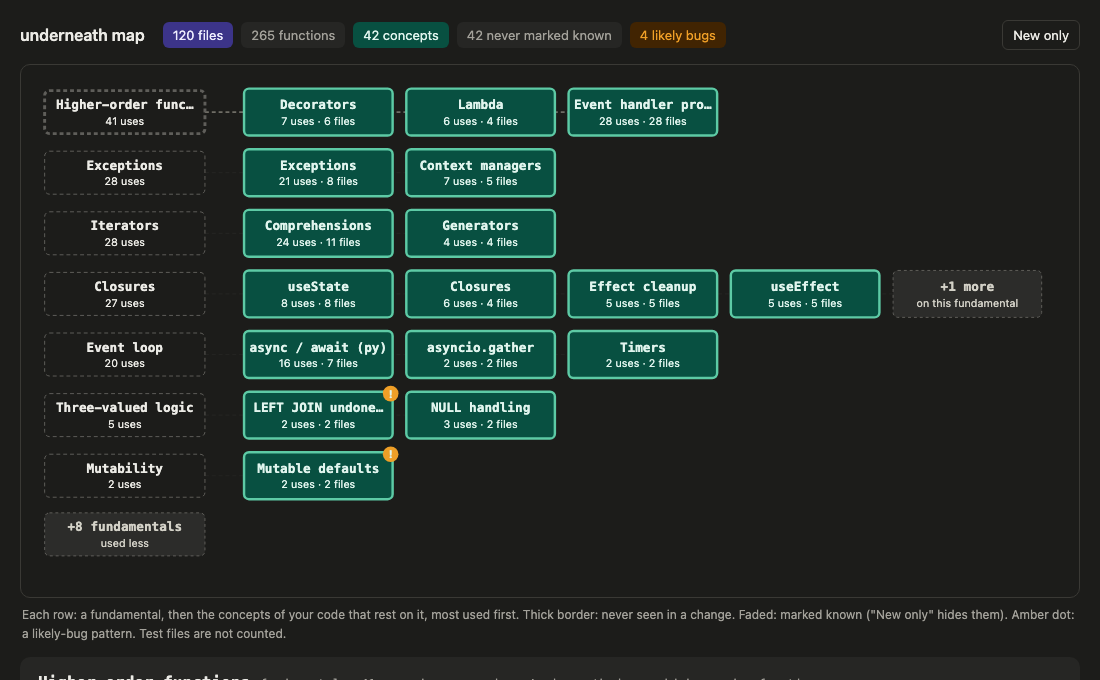 underneath map 120 files 265 functions 42 concepts 42 never marked known 4 likely bugs New only
Higher-order func…
41 uses
Decorators
7 uses · 6 files
Lambda
6 uses · 4 files
Event handler pro…
28 uses · 28 files
Exceptions
28 uses
Exceptions
21 uses · 8 files
Context managers
7 uses · 5 files
Iterators
28 uses
Comprehensions
24 uses · 11 files
Generators
4 uses · 4 files
Closures
27 uses
useState
8 uses · 8 files
Closures
6 uses · 4 files
Effect cleanup
5 uses · 5 files
useEffect
5 uses · 5 files
+1 more
on this fundamental
Event loop
20 uses
async / await (py)
16 uses · 7 files
asyncio.gather
2 uses · 2 files
Timers
2 uses · 2 files
Three-valued logic
5 uses
!
LEFT JOIN undone…
2 uses · 2 files
NULL handling
3 uses · 2 files
Mutability
2 uses
!
Mutable defaults
2 uses · 2 files
+8 fundamentals
used less
Each row: a fundamental, then the concepts of your code that rest on it, most used first. Thick border: never seen in a change. Faded: marked known ("New only" hides them). Amber dot:
a likely-bug pattern. Test files are not counted.
Higher-order functions